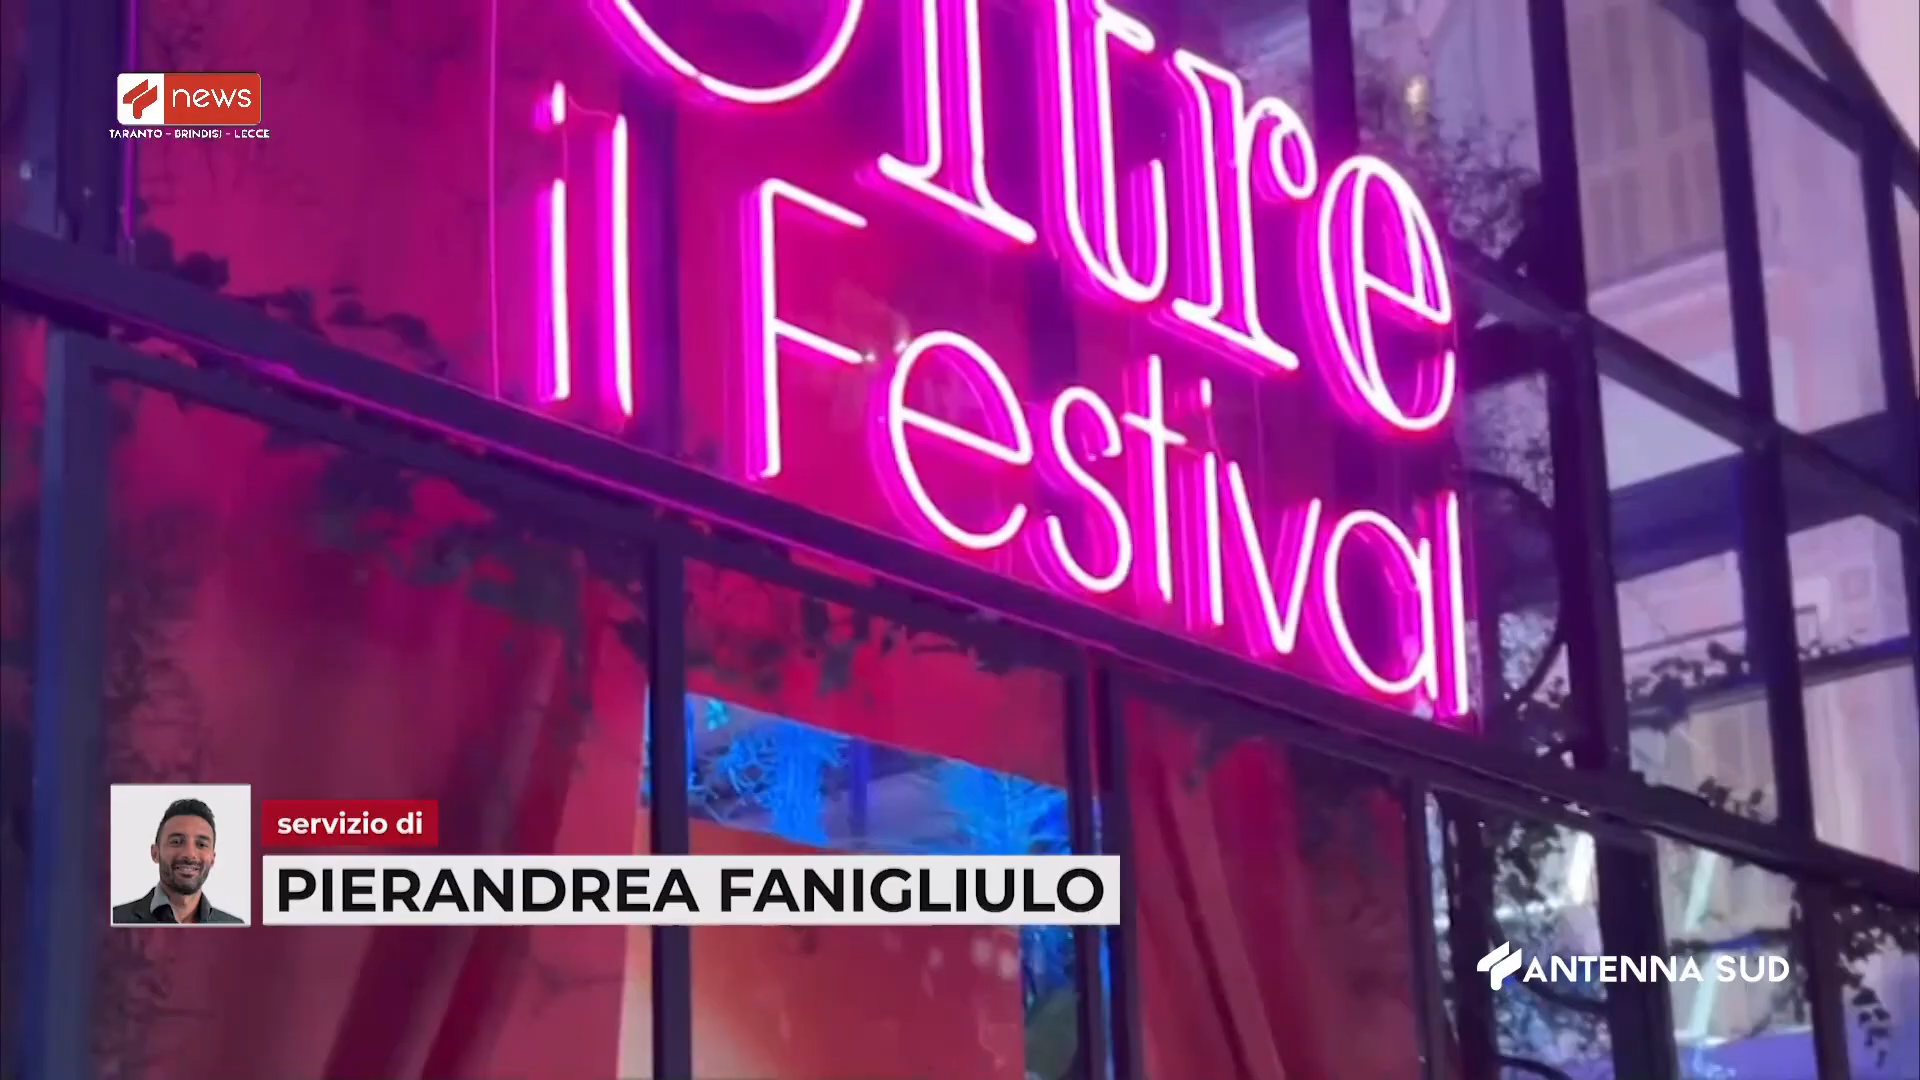 news
TARANTO - BRINDISI - LECCE
Oltre
il Festival
servizio di
PIERANDREA FANIGLIULO
ANTENNA SUD